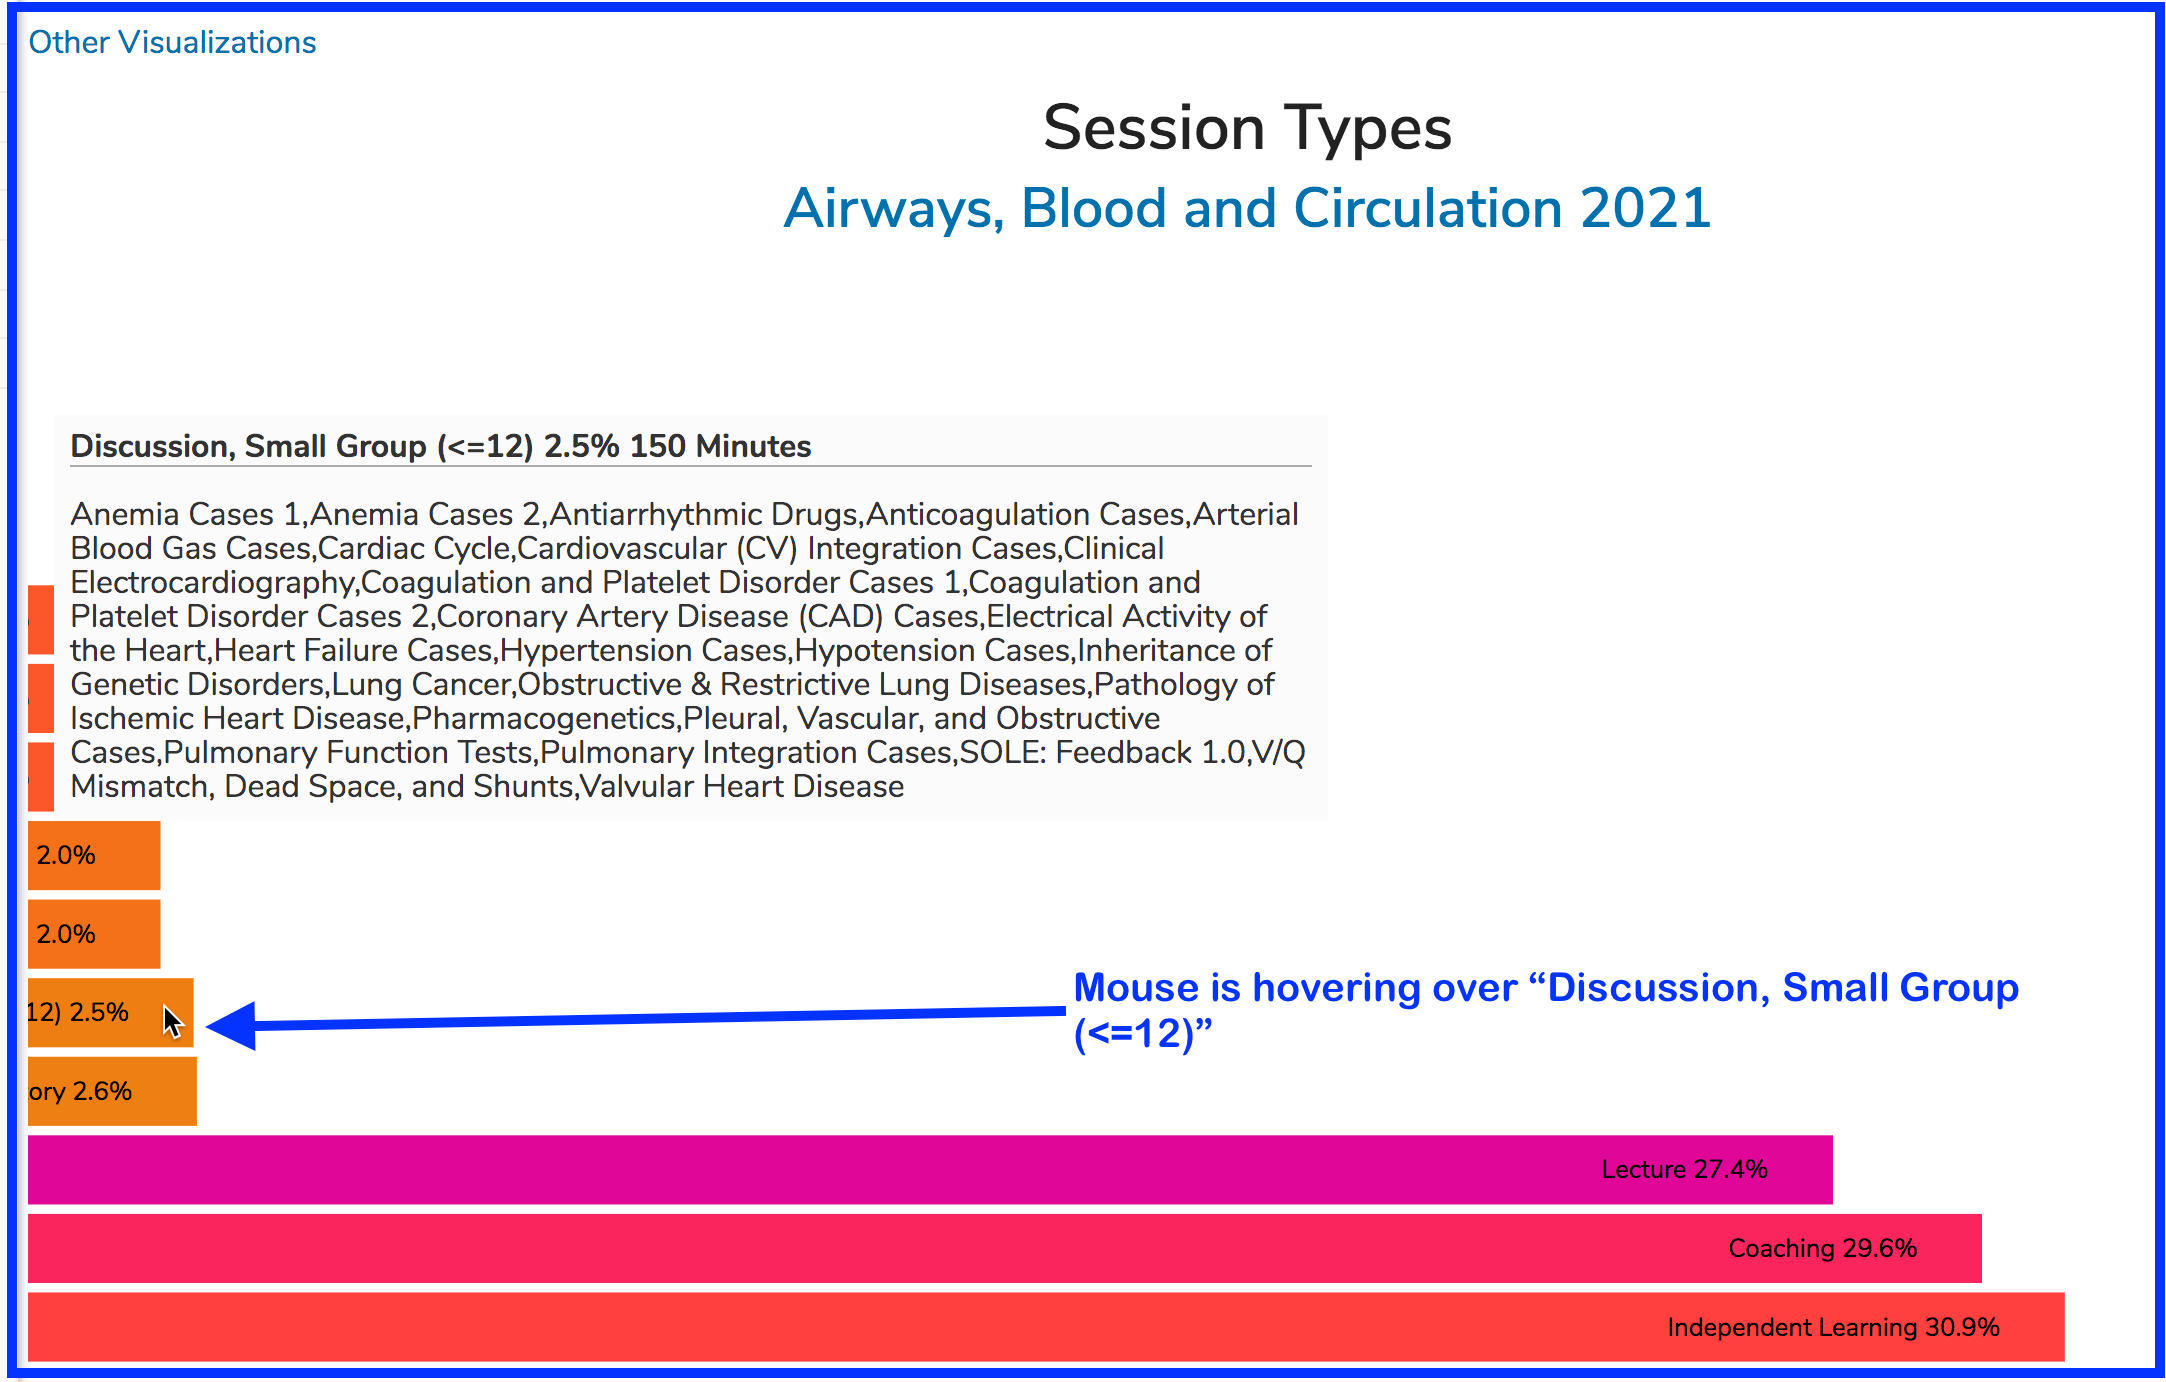 Other Visualizations
Session Types
Airways, Blood and Circulation 2021
Discussion, Small Group (<=12) 2.5% 150 Minutes
Anemia Cases 1,Anemia Cases 2,Antiarrhythmic Drugs,Anticoagulation Cases,Arterial
Blood Gas Cases,Cardiac Cycle,Cardiovascular (CV) Integration Cases,Clinical
Electrocardiography,Coagulation and Platelet Disorder Cases 1,Coagulation and
Platelet Disorder Cases 2,Coronary Artery Disease (CAD) Cases,Electrical Activity of
the Heart,Heart Failure Cases,Hypertension Cases,Hypotension Cases,Inheritance of
Genetic Disorders,Lung Cancer,Obstructive & Restrictive Lung Diseases,Pathology of
Ischemic Heart Disease,Pharmacogenetics,Pleural, Vascular, and Obstructive
Cases,Pulmonary Function Tests,Pulmonary Integration Cases,SOLE: Feedback 1.0,V/Q
Mismatch, Dead Space, and Shunts,Valvular Heart Disease
2.0%
2.0%
12) 2.5%
Mouse is hovering over “Discussion, Small Group
(<=12)”
ory 2.6%
Lecture 27.4%
Coaching 29.6%
Independent Learning 30.9%